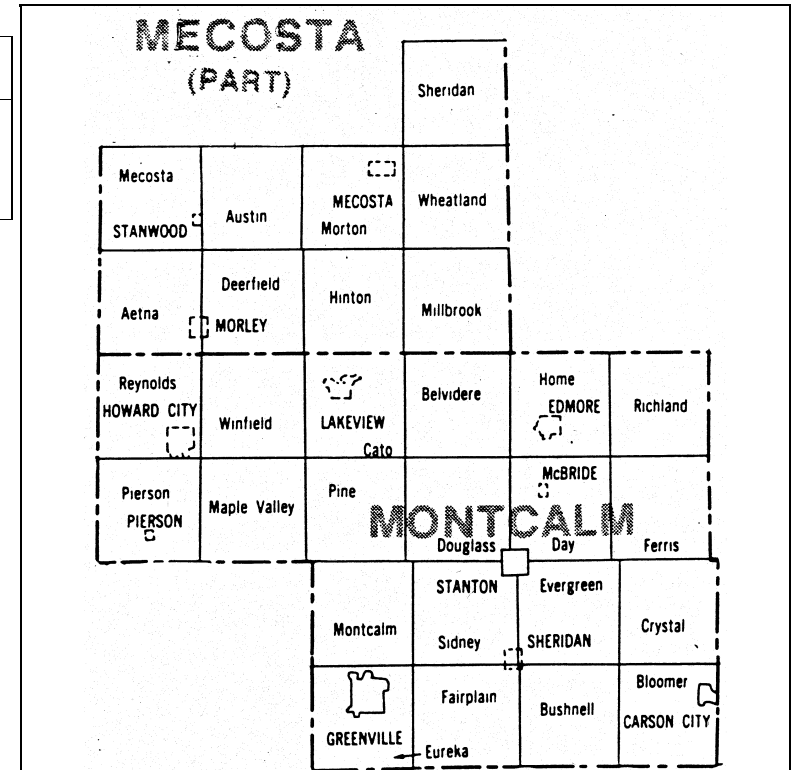 MECOSTA
(PART)
Sheridan
Mecosta
STANWOOD
Austin
MECOSTA
Morton
Wheatland
Aetna
Deerfield
MORLEY
Hinton
Millbrook
Reynolds
HOWARD CITY
Winfield
LAKEVIEW
Cato
Belvidere
Home
EDMORE
Richland
Pierson
PIERSON
Maple Valley
Pine
MONTCALM
Douglass
McBRIDE
Day
Ferris
Montcalm
STANTON
Sidney
Evergreen
SHERIDAN
Crystal
GREENVILLE
Eureka
Fairplain
Bushnell
Bloomer
CARSON CITY